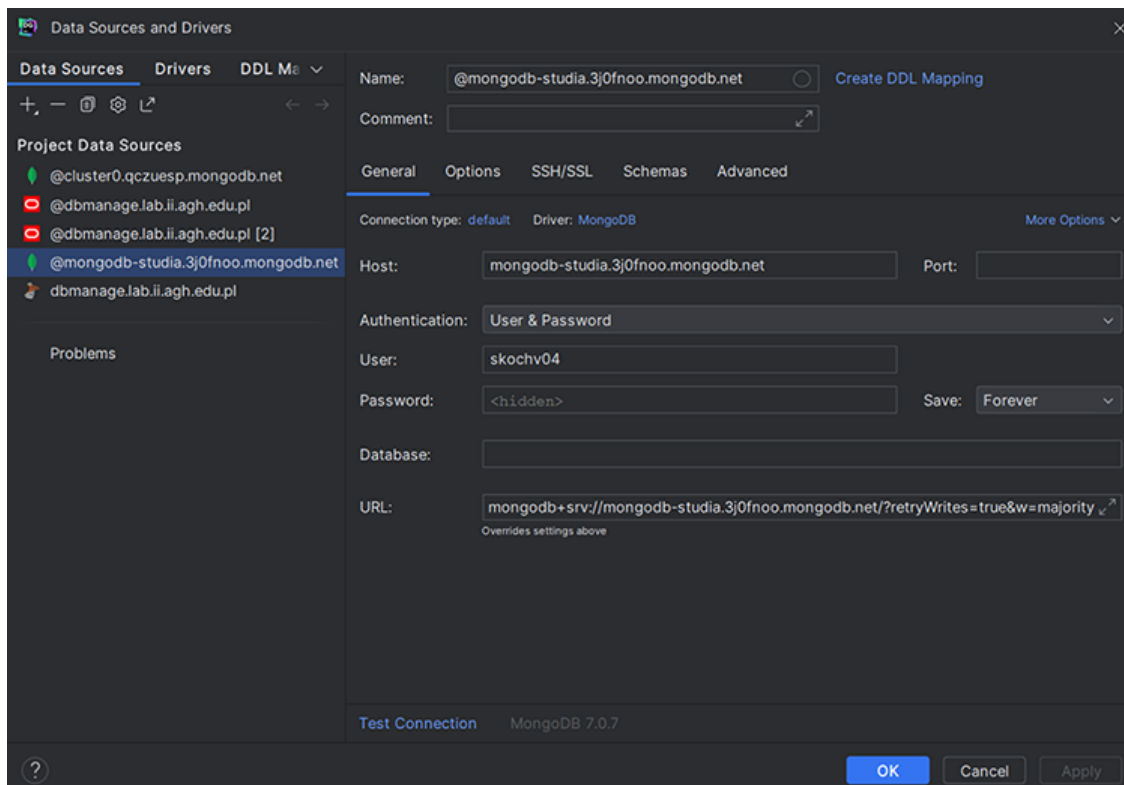 Data Sources and Drivers
Data Sources Drivers DDL Ma
Project Data Sources
@cluster0.qczuesp.mongodb.net
@dbmanage.lab.ii.agh.edu.pl
@dbmanage.lab.ii.agh.edu.pl [2]
@mongodb-studia.3j0fnoo.mongodb.net
dbmanage.lab.ii.agh.edu.pl
Problems
Name: @mongodb-studia.3j0fnoo.mongodb.net Create DDL Mapping
Comment:
General Options SSH/SSL Schemas Advanced
Connection type: default Driver: MongoDB More Options
Host: mongodb-studia.3j0fnoo.mongodb.net Port:
Authentication: User & Password
User: skochv04
Password: <hidden> Save: Forever
Database:
URL: mongodb+srv://mongodb-studia.3j0fnoo.mongodb.net/?retryWrites=true&w=majority
Overrides settings above
Test Connection MongoDB 7.0.7
? OK Cancel Apply